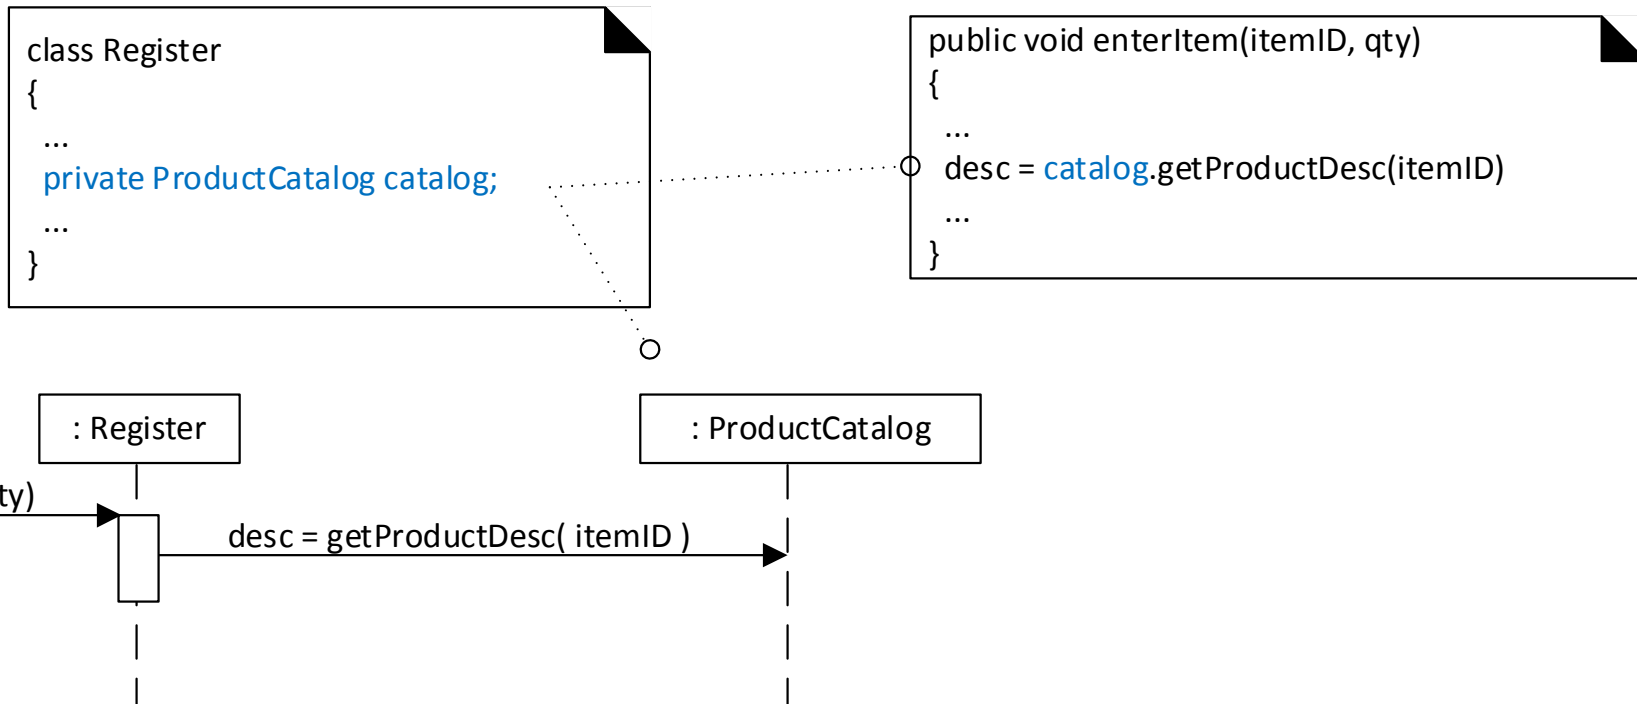 class Register
{
...
private ProductCatalog catalog;
...
}
public void enterItem(itemID, qty)
{
...
desc = catalog.getProductDesc(itemID)
...
}
: Register
: ProductCatalog
ty)
desc = getProductDesc( itemID )